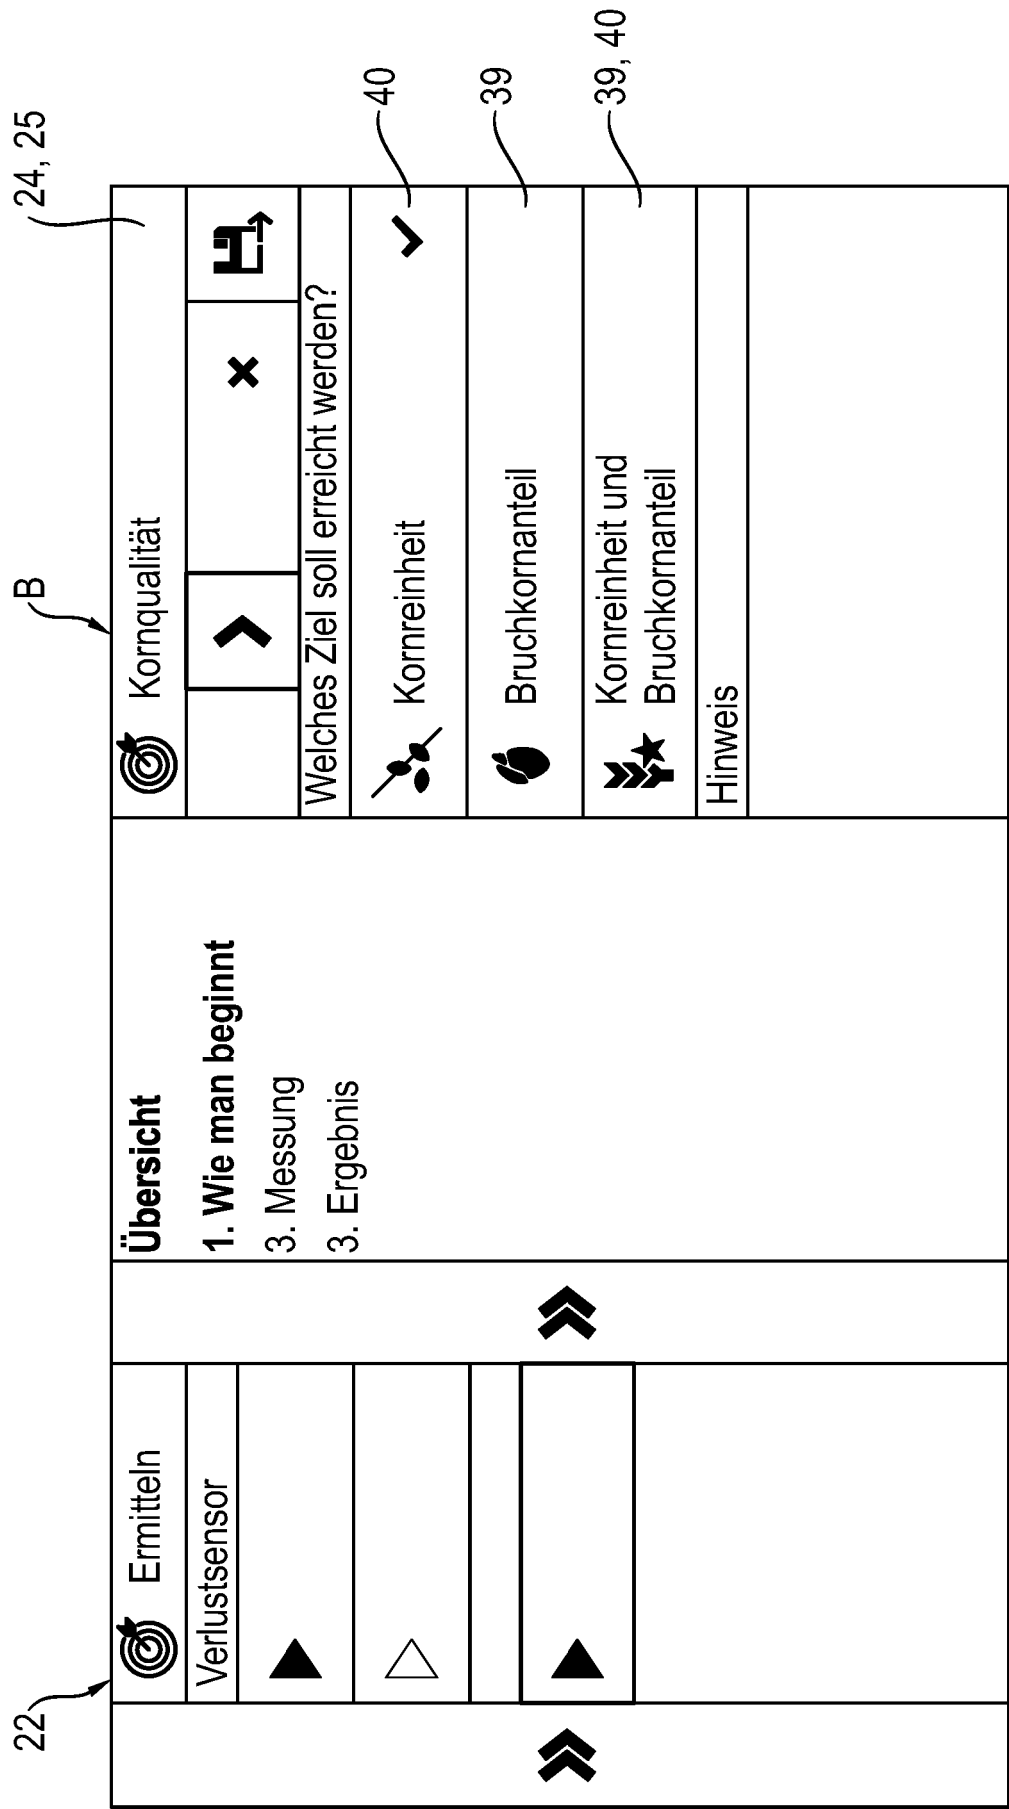 22
B
24, 25
Ermitteln
Verlustsensor
Übersicht
1. Wie man beginnt
3. Messung
3. Ergebnis
Kornqualität
Welches Ziel soll erreicht werden?
Kornreinheit
40
Bruchkornanteil
39
Kornreinheit und
Bruchkornanteil
39, 40
Hinweis